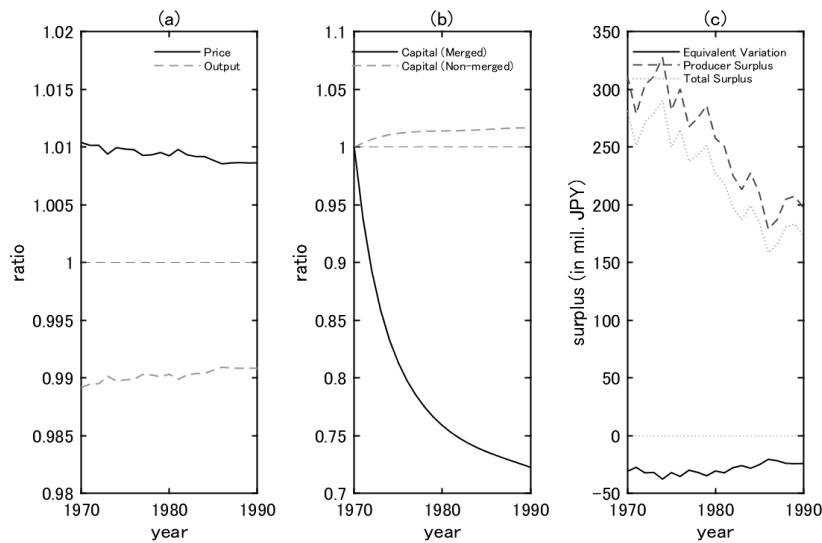 (a)
1.02
1.015
1.01
1.005
1
0.995
0.99
0.985
0.98
ratio
Price
Output
1970
1980
1990
year
(b)
1.1
1.05
1
0.95
0.9
0.85
0.8
0.75
0.7
ratio
Capital (Merged)
Capital (Non-merged)
1970
1980
1990
year
(c)
350
300
250
200
150
100
50
0
-50
surplus (in mil. JPY)
Equivalent Variation
Producer Surplus
Total Surplus
1970
1980
1990
year